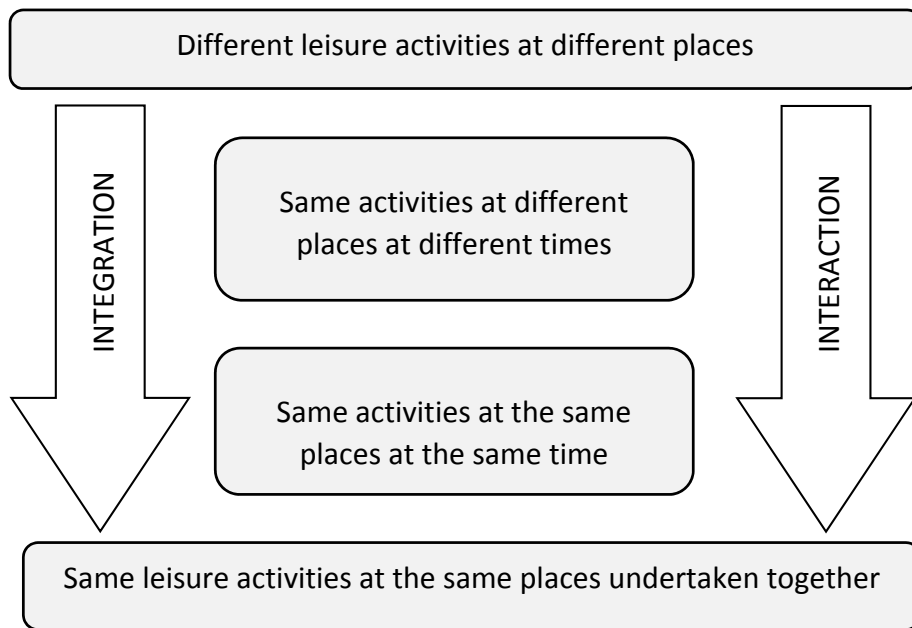 Different leisure activities at different places
INTEGRATION
Same activities at different
places at different times
INTERACTION
Same activities at the same
places at the same time
Same leisure activities at the same places undertaken together